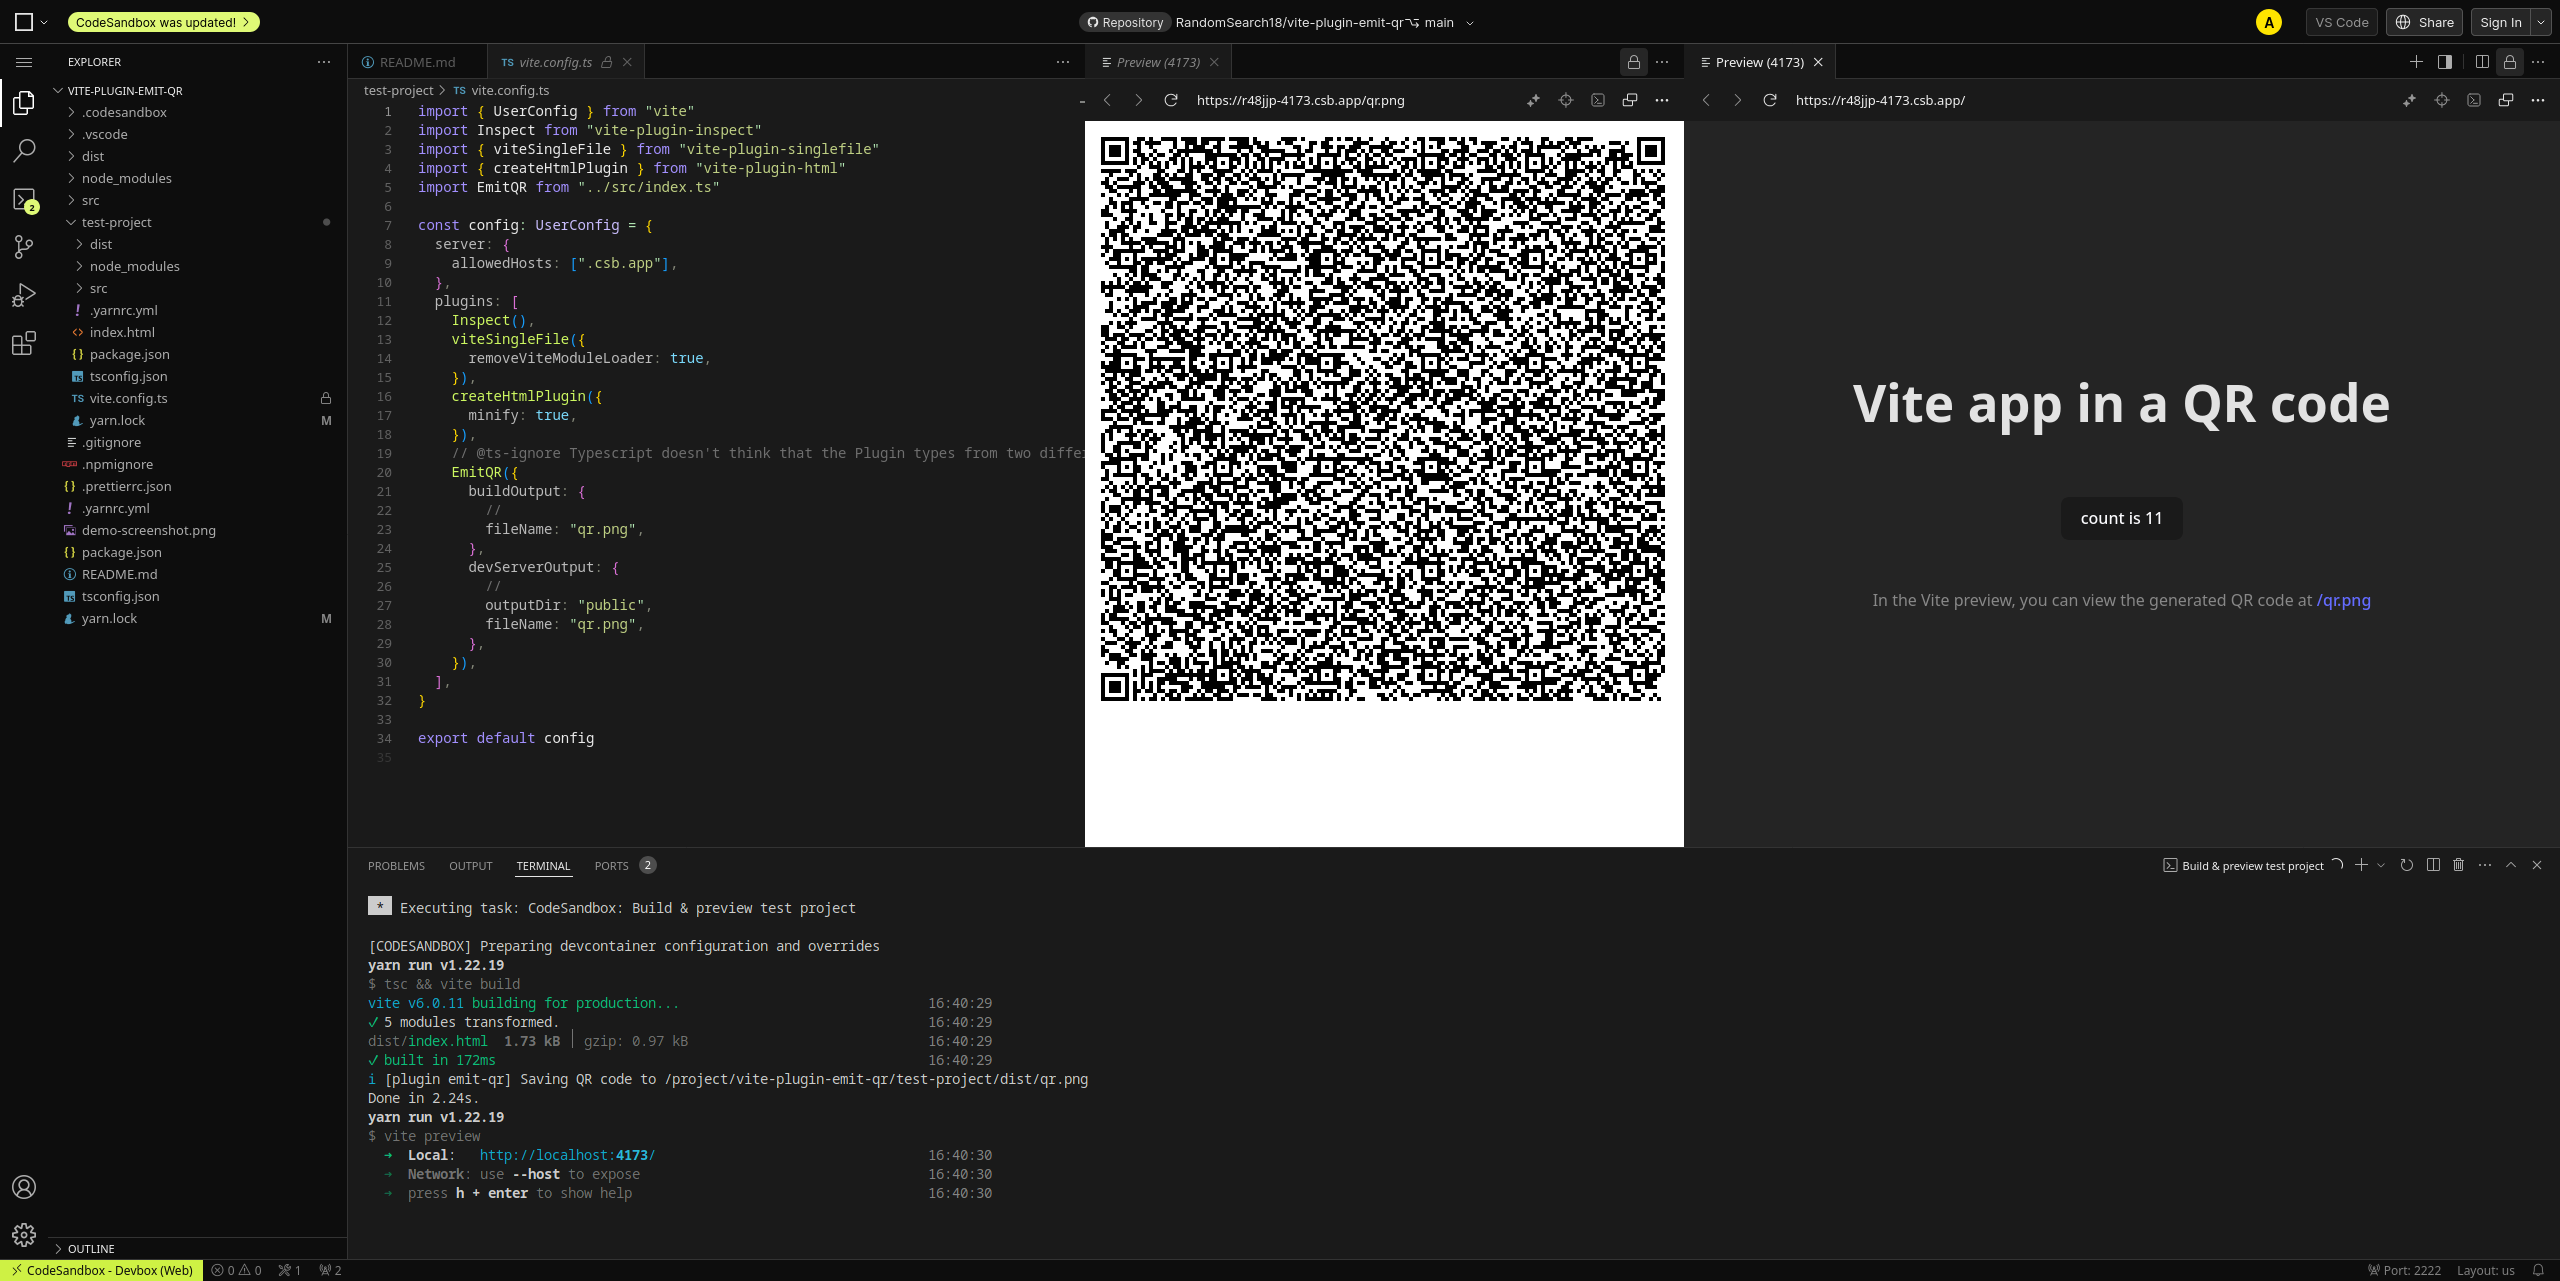 CodeSandbox was updated!
Repository RandomSearch18/vite-plugin-emit-qr main
A
VS Code
Share
Sign In
EXPLORER
VITE-PLUGIN-EMIT-QR
.codesandbox
.vscode
dist
node_modules
src
test-project
dist
node_modules
src
! .yarnrc.yml
<> index.html
{} package.json
TS tsconfig.json
TS vite.config.ts
yarn.lock M
.gitignore
.npmignore
{} .prettierrc.json
! .yarnrc.yml
demo-screenshot.png
{} package.json
README.md
TS tsconfig.json
yarn.lock M
2
OUTLINE
README.md
TS vite.config.ts
test-project > TS vite.config.ts
1 import { UserConfig } from "vite"
2 import Inspect from "vite-plugin-inspect"
3 import { viteSingleFile } from "vite-plugin-singlefile"
4 import { createHtmlPlugin } from "vite-plugin-html"
5 import EmitQR from "../src/index.ts"
6
7 const config: UserConfig = {
8 server: {
9 allowedHosts: [".csb.app"],
10 },
11 plugins: [
12 Inspect(),
13 viteSingleFile({
14 removeViteModuleLoader: true,
15 }),
16 createHtmlPlugin({
17 minify: true,
18 }),
19 // @ts-ignore Typescript doesn't think that the Plugin types from two diffe
20 EmitQR({
21 buildOutput: {
22 //
23 fileName: "qr.png",
24 },
25 devServerOutput: {
26 //
27 outputDir: "public",
28 fileName: "qr.png",
29 },
30 }),
31 ],
32 }
33
34 export default config
35
Preview (4173)
https://r48jjp-4173.csb.app/qr.png
Preview (4173)
https://r48jjp-4173.csb.app/
Vite app in a QR code
count is 11
In the Vite preview, you can view the generated QR code at /qr.png
PROBLEMS OUTPUT TERMINAL PORTS 2
Build & preview test project
* Executing task: CodeSandbox: Build & preview test project
[CODESANDBOX] Preparing devcontainer configuration and overrides
yarn run v1.22.19
$ tsc && vite build
vite v6.0.11 building for production... 16:40:29
✓ 5 modules transformed. 16:40:29
dist/index.html 1.73 kB │ gzip: 0.97 kB 16:40:29
✓ built in 172ms 16:40:29
i [plugin emit-qr] Saving QR code to /project/vite-plugin-emit-qr/test-project/dist/qr.png
Done in 2.24s.
yarn run v1.22.19
$ vite preview
➜ Local: http://localhost:4173/ 16:40:30
➜ Network: use --host to expose 16:40:30
➜ press h + enter to show help 16:40:30
CodeSandbox - Devbox (Web) 0 0 1 2
Port: 2222 Layout: us